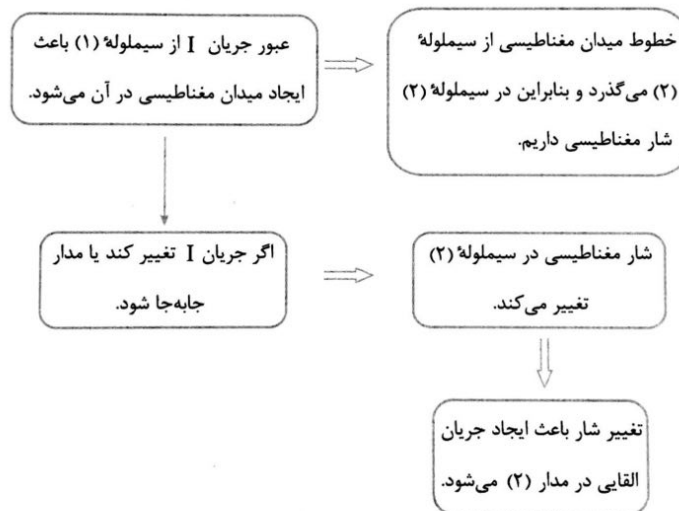 عبور جریان I از سیملولهٔ (۱) باعث
ایجاد میدان مغناطیسی در آن می‌شود.
خطوط میدان مغناطیسی از سیملولهٔ
(۲) می‌گذرد و بنابراین در سیملولهٔ (۲)
شار مغناطیسی داریم.
اگر جریان I تغییر کند یا مدار
جابه‌جا شود.
شار مغناطیسی در سیملولهٔ (۲)
تغییر می‌کند.
تغییر شار باعث ایجاد جریان
القایی در مدار (۲) می‌شود.